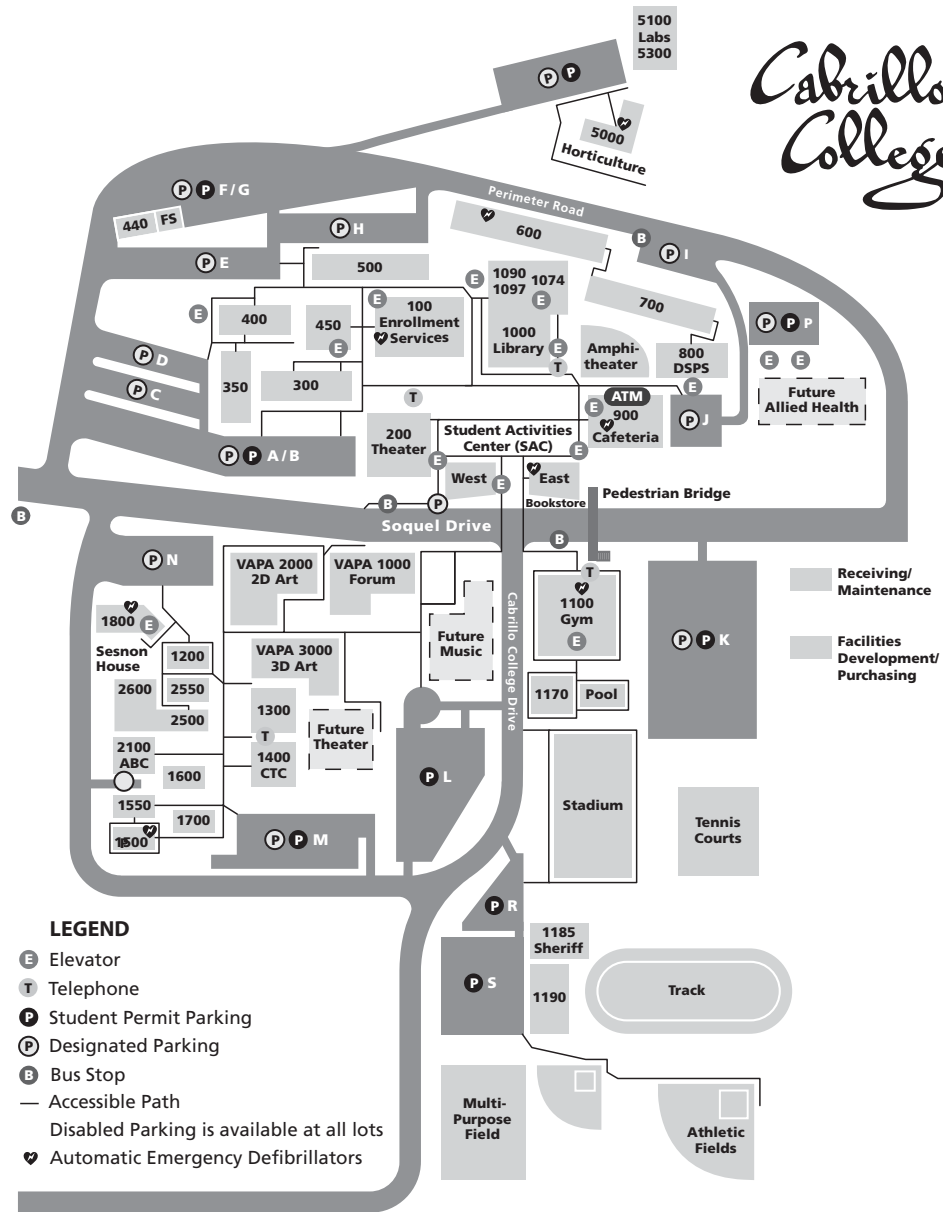 5100
Labs
5300
Cabrillo
College
P P
5000
Horticulture
P P F/G
440 FS
P H
Perimeter Road
600
B
P I
P E
500
E
1090
1097
1074
E
700
E
400
450
E
E
100
Enrollment
Services
1000
Library
E
T
Amphi-
theater
800
DSPS
E
P P P
E E
Future
Allied Health
P D
P C
350
300
T
ATM
E
900
Cafeteria
P J
P P A/B
200
Theater
Student Activities
Center (SAC)
E
E
West
E
East
Bookstore
Pedestrian Bridge
B
B P
Soquel Drive
B
P N
VAPA 2000
2D Art
VAPA 1000
Forum
T
1100
Gym
E
Cabrillo College Drive
P P K
Receiving/
Maintenance
Facilities
Development/
Purchasing
1800 E
Sesnon
House
1200
VAPA 3000
3D Art
Future
Music
2600
2550
2500
1300
T
1400
CTC
Future
Theater
1170
Pool
2100
ABC
1600
1550
1700
1500
P
P P M
P L
Stadium
Tennis
Courts
P R
1185
Sheriff
P S
1190
Track
Multi-
Purpose
Field
Athletic
Fields
LEGEND
E Elevator
T Telephone
P Student Permit Parking
P Designated Parking
B Bus Stop
— Accessible Path
Disabled Parking is available at all lots
Automatic Emergency Defibrillators